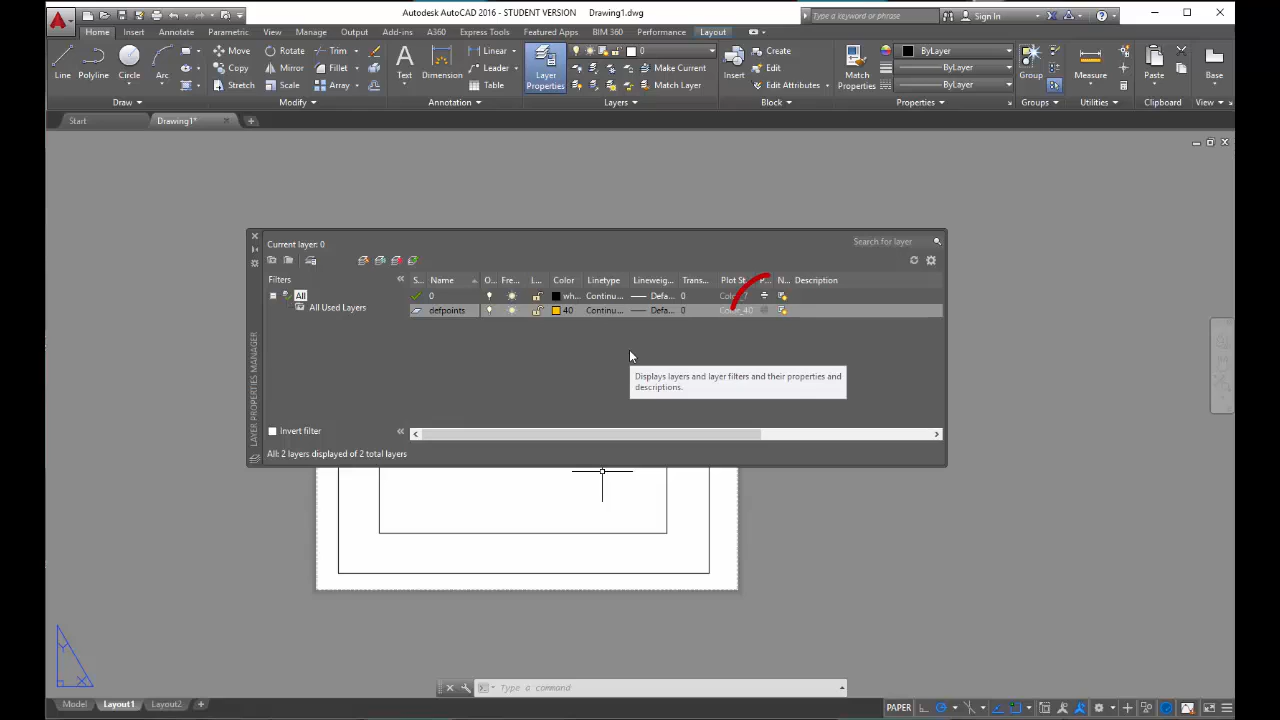 Autodesk AutoCAD 2016 - STUDENT VERSION Drawing1.dwg
Type a keyword or phrase
Sign In
Home Insert Annotate Parametric View Manage Output Add-ins A360 Express Tools Featured Apps BIM 360 Performance Layout
Line Polyline Circle Arc
Move Rotate Trim
Copy Mirror Fillet
Stretch Scale Array
Text Dimension
Linear
Leader
Table
Layer Properties
0
Make Current
Match Layer
Insert
Create
Edit
Edit Attributes
Match Properties
ByLayer
ByLayer
ByLayer
Group
Measure
Paste
Base
Draw Modify Annotation Layers Block Properties Groups Utilities Clipboard View
Start Drawing1*
Current layer: 0
Search for layer
Filters
S... Name O... Fre... L... Color Linetype Lineweig... Trans... Plot St... P... N... Description
All
0 wh... Continu... Defa... 0
All Used Layers
defpoints 40 Continu... Defa... 0
Displays layers and layer filters and their properties and
descriptions.
LAYER PROPERTIES MANAGER
Invert filter
All: 2 layers displayed of 2 total layers
Y
X
Type a command
Model Layout1 Layout2
PAPER